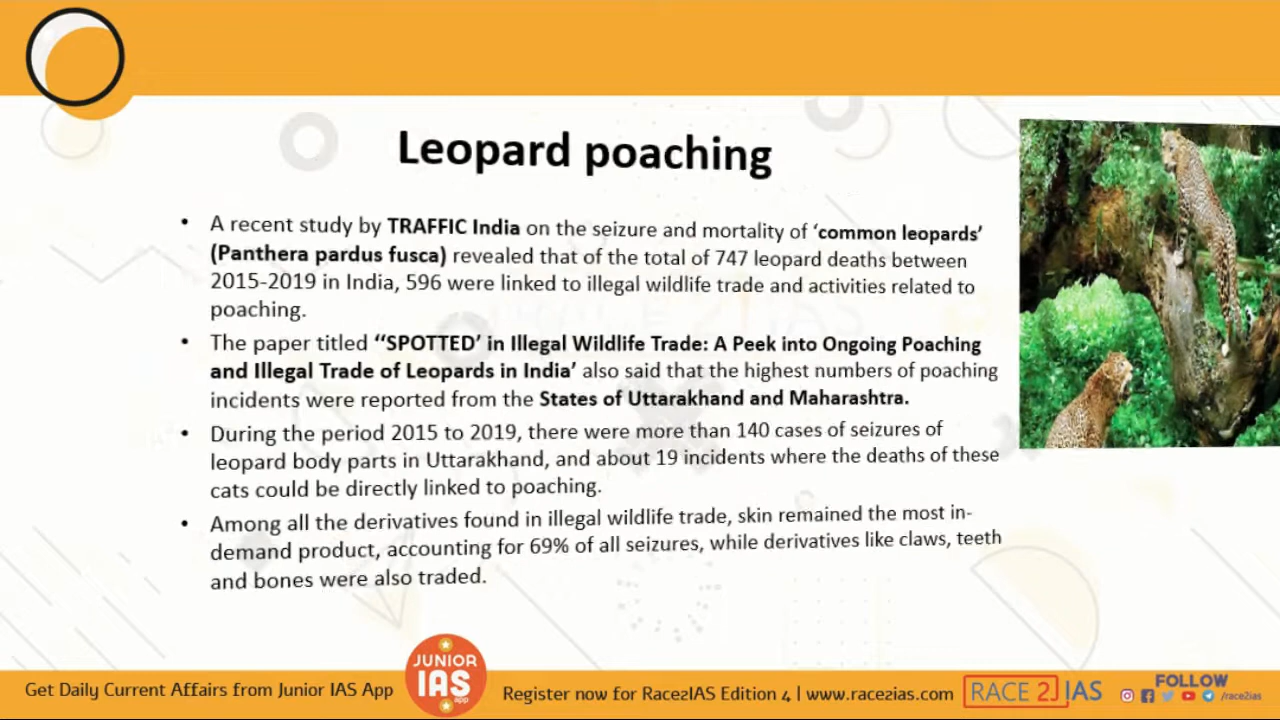 Leopard poaching
• A recent study by TRAFFIC India on the seizure and mortality of ‘common leopards’
(Panthera pardus fusca) revealed that of the total of 747 leopard deaths between
2015-2019 in India, 596 were linked to illegal wildlife trade and activities related to
poaching.
• The paper titled “SPOTTED’ in Illegal Wildlife Trade: A Peek into Ongoing Poaching
and Illegal Trade of Leopards in India’ also said that the highest numbers of poaching
incidents were reported from the States of Uttarakhand and Maharashtra.
• During the period 2015 to 2019, there were more than 140 cases of seizures of
leopard body parts in Uttarakhand, and about 19 incidents where the deaths of these
cats could be directly linked to poaching.
• Among all the derivatives found in illegal wildlife trade, skin remained the most in-
demand product, accounting for 69% of all seizures, while derivatives like claws, teeth
and bones were also traded.
Get Daily Current Affairs from Junior IAS App
JUNIOR
IAS
app
Register now for Race2IAS Edition 4 | www.race2ias.com
RACE 2 IAS
FOLLOW
/race2ias